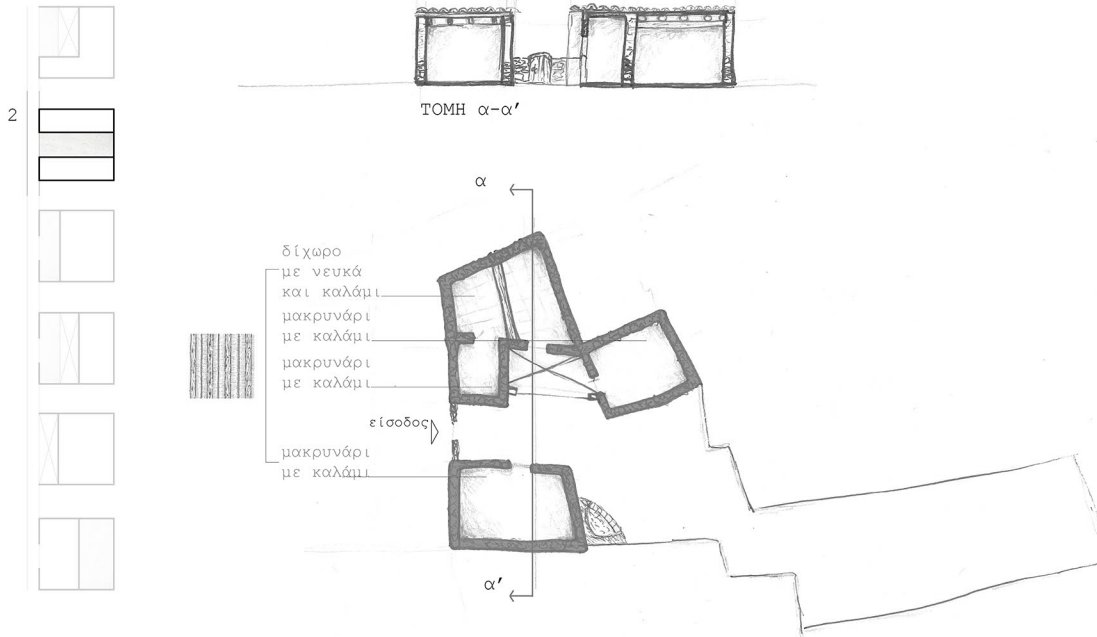 2
ΤΟΜΗ α-α'
α
δίχωρο
με νευκά
και καλάμι
μακρυνάρι
με καλάμι
μακρυνάρι
με καλάμι
είσοδος
μακρυνάρι
με καλάμι
α'